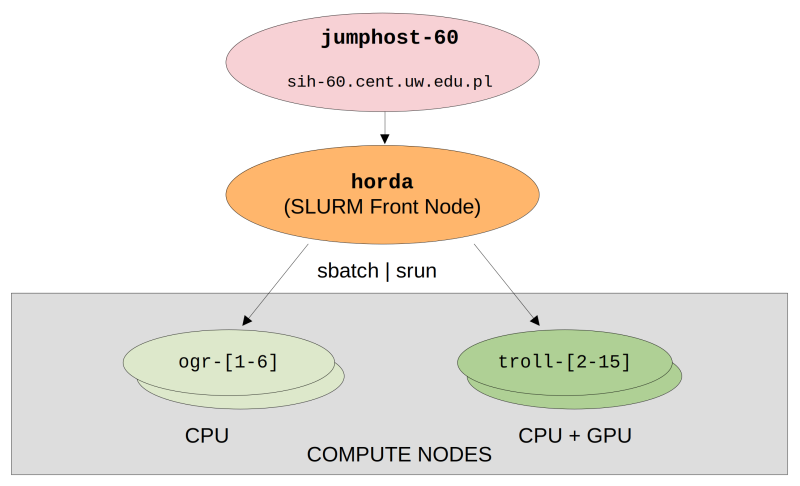 jumphost-60
sih-60.cent.uw.edu.pl
horda
(SLURM Front Node)
sbatch | srun
ogr-[1-6]
troll-[2-15]
CPU
CPU + GPU
COMPUTE NODES